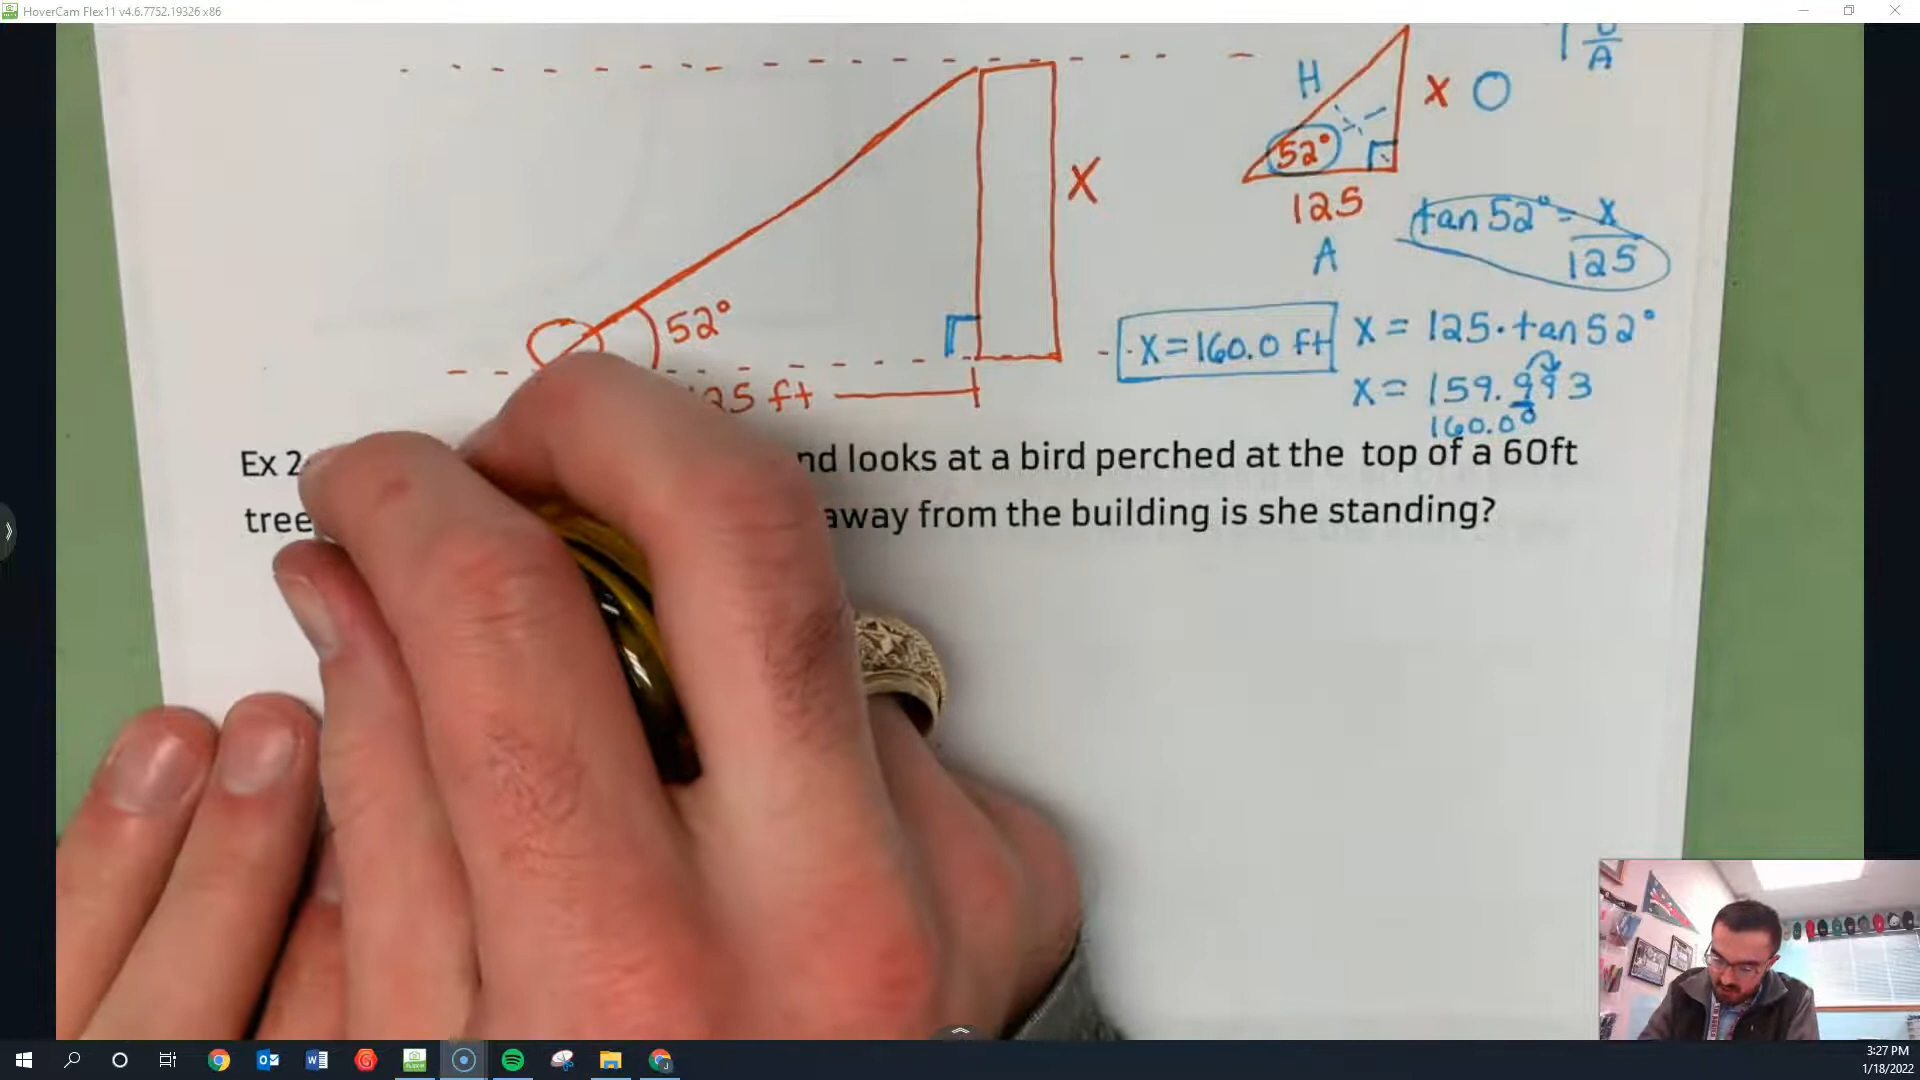 HoverCam Flex11 v4.6.7752.19326 x86
A
H
x O
52°
125
A
tan 52° = x
125
X
52°
X = 160.0 ft
X = 125 · tan 52°
X = 159.993
160.0
25 ft
Ex 2 nd looks at a bird perched at the top of a 60ft
tree away from the building is she standing?
3:27 PM
1/18/2022